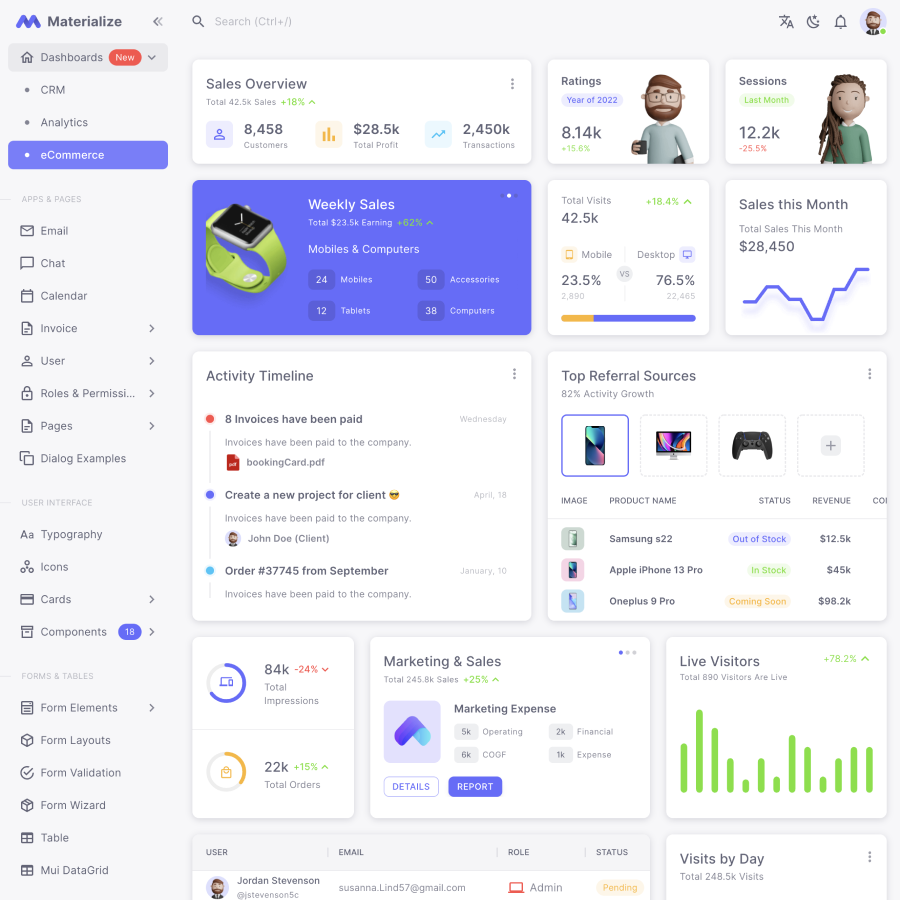 Materialize
Search (Ctrl+/)
Dashboards New
CRM
Analytics
eCommerce
APPS & PAGES
Email
Chat
Calendar
Invoice
User
Roles & Permissi...
Pages
Dialog Examples
USER INTERFACE
Aa Typography
Icons
Cards
Components 18
FORMS & TABLES
Form Elements
Form Layouts
Form Validation
Form Wizard
Table
Mui DataGrid
Sales Overview
Total 42.5k Sales +18%
8,458
Customers
$28.5k
Total Profit
2,450k
Transactions
Ratings
Year of 2022
8.14k
+15.6%
Sessions
Last Month
12.2k
-25.5%
Weekly Sales
Total $23.5k Earning +62%
Mobiles & Computers
24 Mobiles
50 Accessories
12 Tablets
38 Computers
Total Visits +18.4%
42.5k
Mobile
Desktop
VS
23.5% 76.5%
2,890 22,465
Sales this Month
Total Sales This Month
$28,450
Activity Timeline
8 Invoices have been paid Wednesday
Invoices have been paid to the company.
pdf bookingCard.pdf
Create a new project for client 😎 April, 18
Invoices have been paid to the company.
John Doe (Client)
Order #37745 from September January, 10
Invoices have been paid to the company.
Top Referral Sources
82% Activity Growth
IMAGE PRODUCT NAME STATUS REVENUE
Samsung s22 Out of Stock $12.5k
Apple iPhone 13 Pro In Stock $45k
Oneplus 9 Pro Coming Soon $98.2k
84k -24%
Total
Impressions
22k +15%
Total Orders
Marketing & Sales
Total 245.8k Sales +25%
Marketing Expense
5k Operating
2k Financial
6k COGF
1k Expense
DETAILS REPORT
Live Visitors +78.2%
Total 890 Visitors Are Live
USER EMAIL ROLE STATUS
Jordan Stevenson
@jstevenson5c
susanna.Lind57@gmail.com Admin Pending
Visits by Day
Total 248.5k Visits